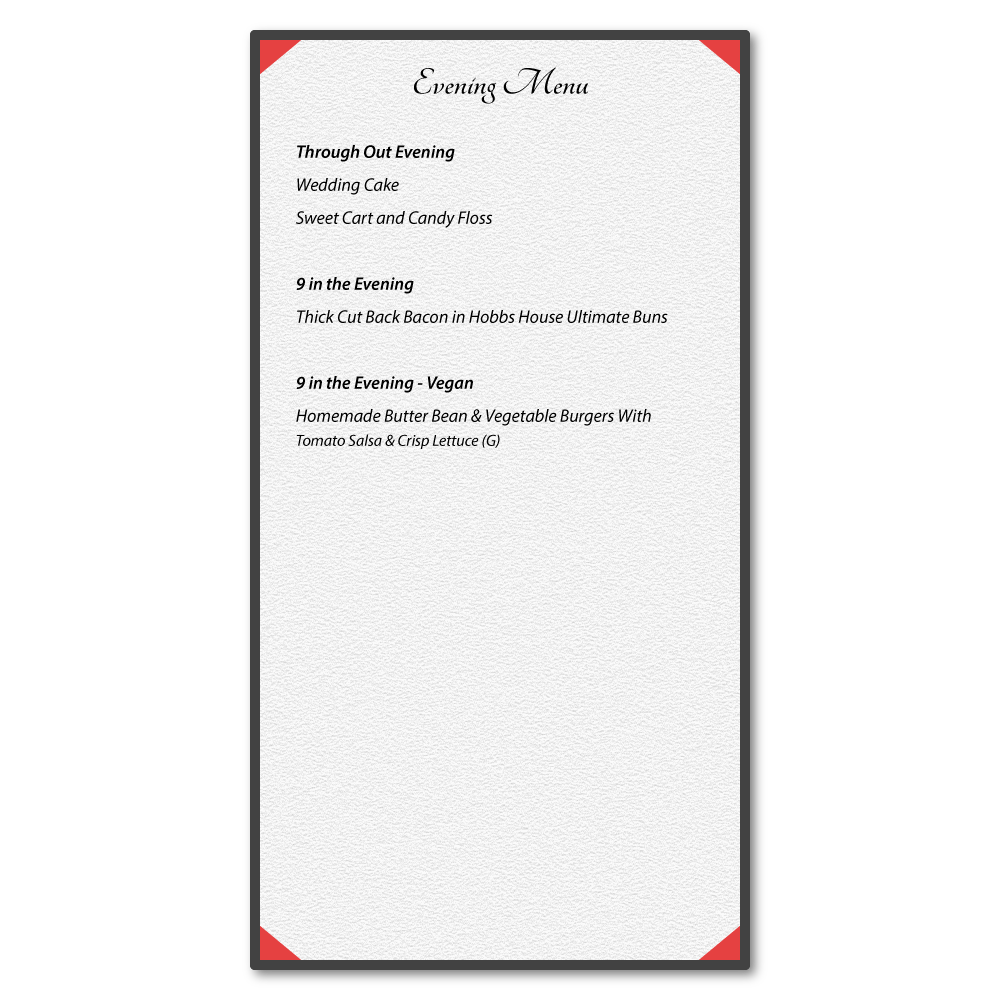 Evening Menu
Through Out Evening
Wedding Cake
Sweet Cart and Candy Floss
9 in the Evening
Thick Cut Back Bacon in Hobbs House Ultimate Buns
9 in the Evening - Vegan
Homemade Butter Bean & Vegetable Burgers With
Tomato Salsa & Crisp Lettuce (G)